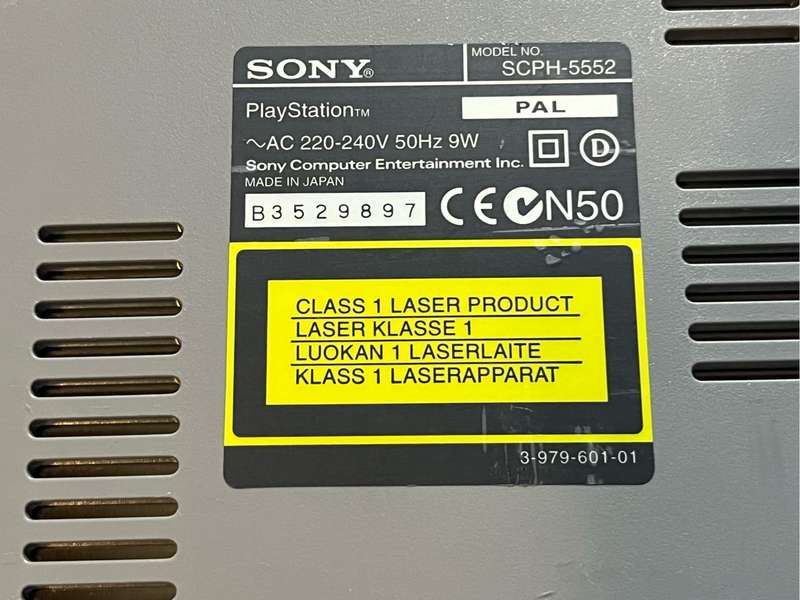 SONY®
MODEL NO.
SCPH-5552
PlayStation™
PAL
～AC 220-240V 50Hz 9W
Sony Computer Entertainment Inc.
MADE IN JAPAN
D
B3529897
CE N50
CLASS 1 LASER PRODUCT
LASER KLASSE 1
LUOKAN 1 LASERLAITE
KLASS 1 LASERAPPARAT
3-979-601-01